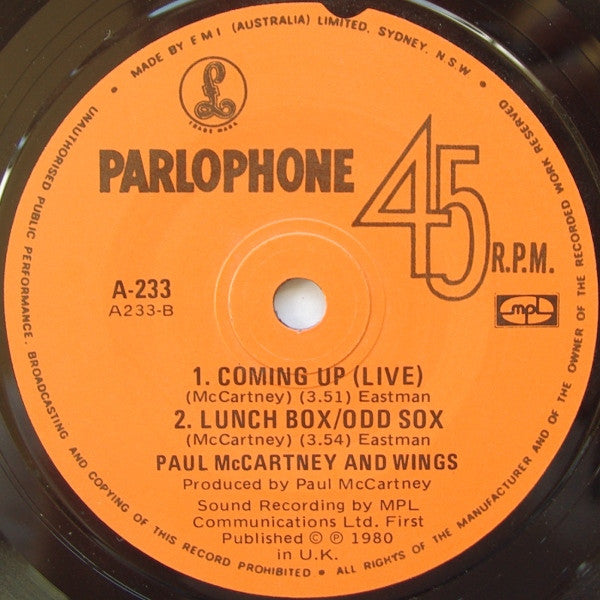 MADE BY EMI (AUSTRALIA) LIMITED, SYDNEY, N.S.W. •
UNAUTHORISED PUBLIC PERFORMANCE, BROADCASTING AND COPYING OF THIS RECORD PROHIBITED • ALL RIGHTS OF THE MANUFACTURER AND OF THE OWNER OF THE RECORDED WORK RESERVED
£
TRADE MARK
PARLOPHONE
45 R.P.M.
A-233
A233-B
mpl
1. COMING UP (LIVE)
(McCartney) (3.51) Eastman
2. LUNCH BOX/ODD SOX
(McCartney) (3.54) Eastman
PAUL McCARTNEY AND WINGS
Produced by Paul McCartney
Sound Recording by MPL
Communications Ltd. First
Published © ℗ 1980
in U.K.